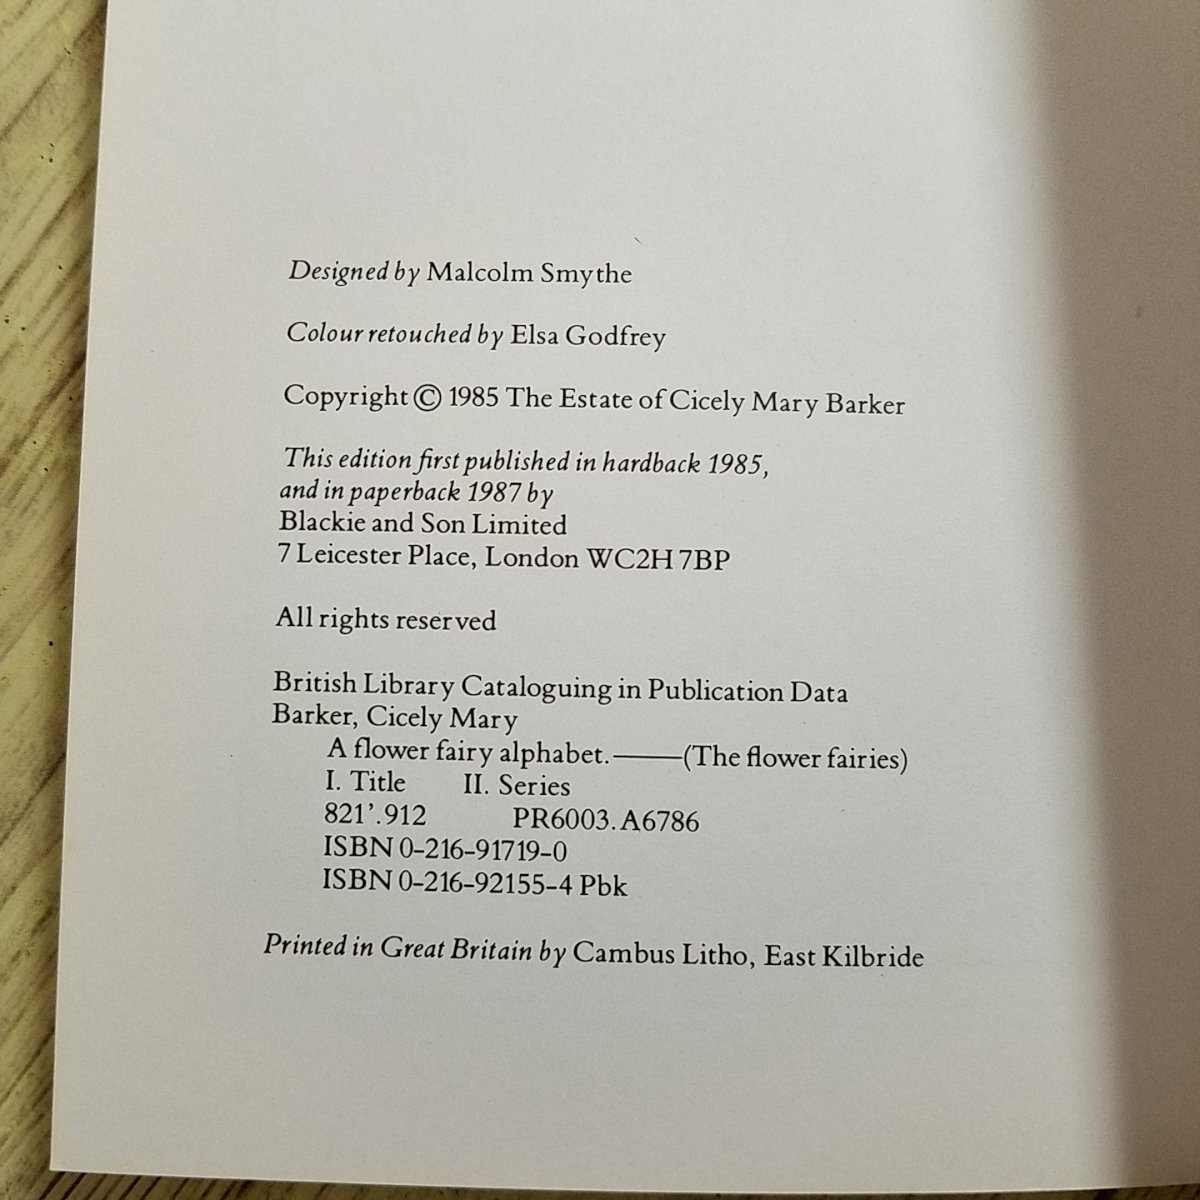 Designed by Malcolm Smythe
Colour retouched by Elsa Godfrey
Copyright © 1985 The Estate of Cicely Mary Barker
This edition first published in hardback 1985,
and in paperback 1987 by
Blackie and Son Limited
7 Leicester Place, London WC2H 7BP
All rights reserved
British Library Cataloguing in Publication Data
Barker, Cicely Mary
A flower fairy alphabet.——(The flower fairies)
I. Title II. Series
821'.912 PR6003.A6786
ISBN 0–216–91719–0
ISBN 0–216–92155–4 Pbk
Printed in Great Britain by Cambus Litho, East Kilbride